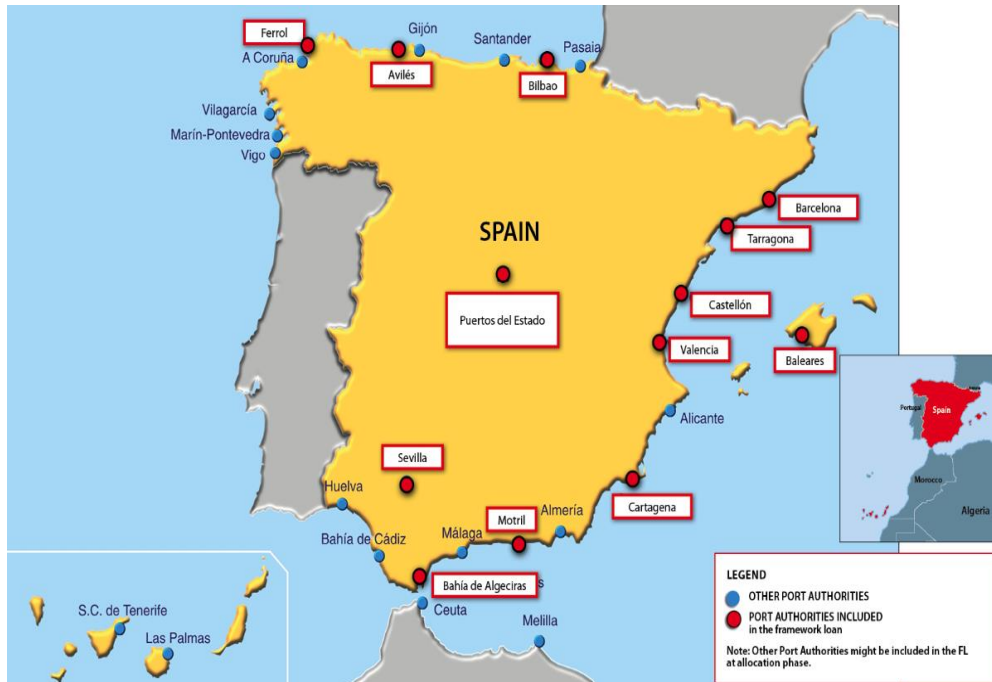 Ferrol
Gijón
Santander
Pasaia
A Coruña
Avilés
Bilbao
Vilagarcía
Marín-Pontevedra
Vigo
Barcelona
Tarragona
SPAIN
Castellón
Puertos del Estado
Valencia
Baleares
Alicante
Sevilla
Huelva
Cartagena
Motril
Almería
Málaga
Bahía de Cádiz
Bahía de Algeciras
s
Ceuta
Melilla
S.C. de Tenerife
Las Palmas
Portugal
Spain
Morocco
Algeria
LEGEND
OTHER PORT AUTHORITIES
PORT AUTHORITIES INCLUDED
in the framework loan
Note: Other Port Authorities might be included in the FL
at allocation phase.